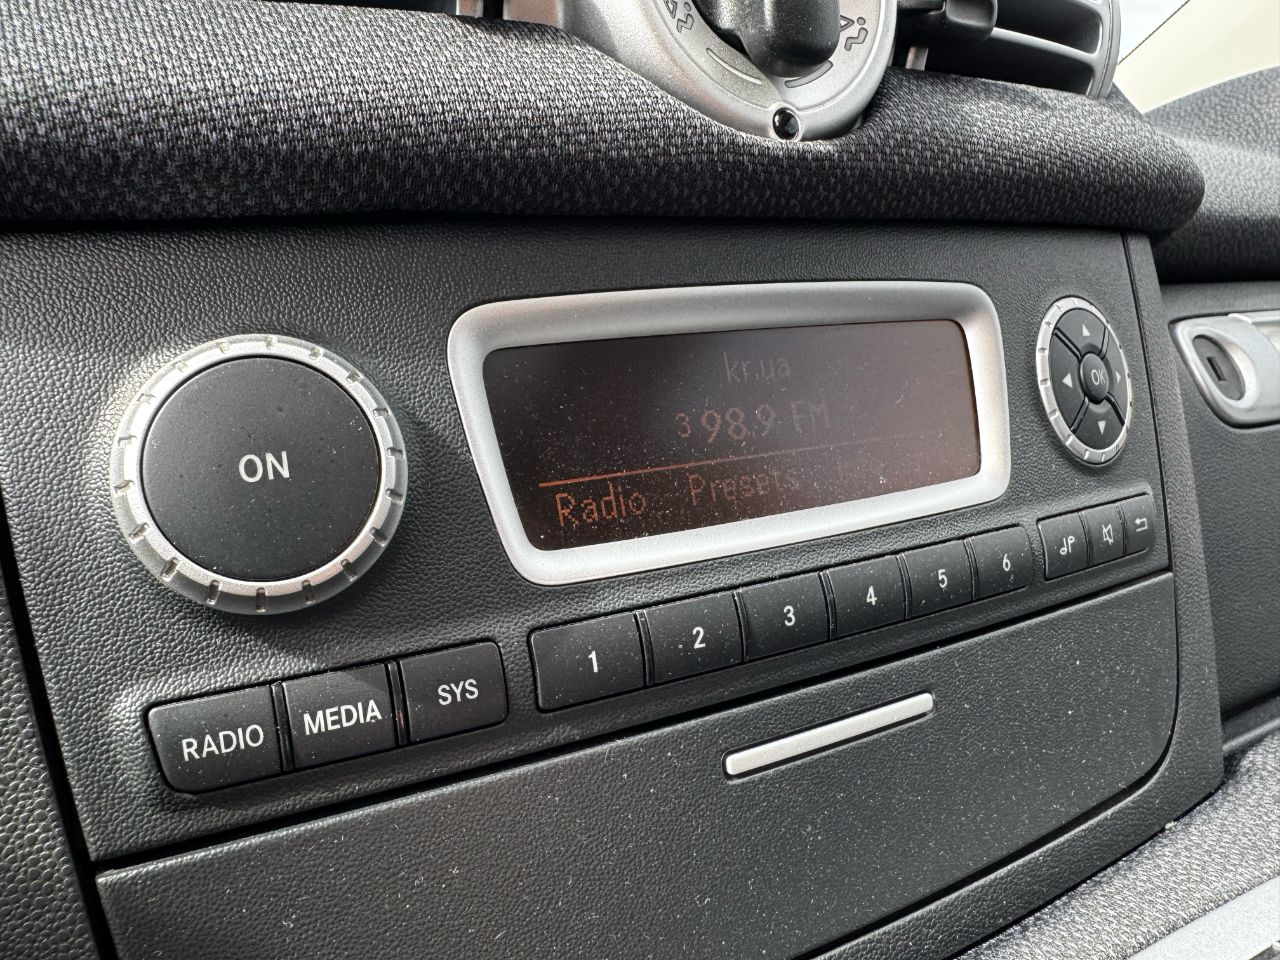 kr.ua
3 98.9 FM
Radio Presets
ON
RADIO MEDIA SYS
1 2 3 4 5 6
OK